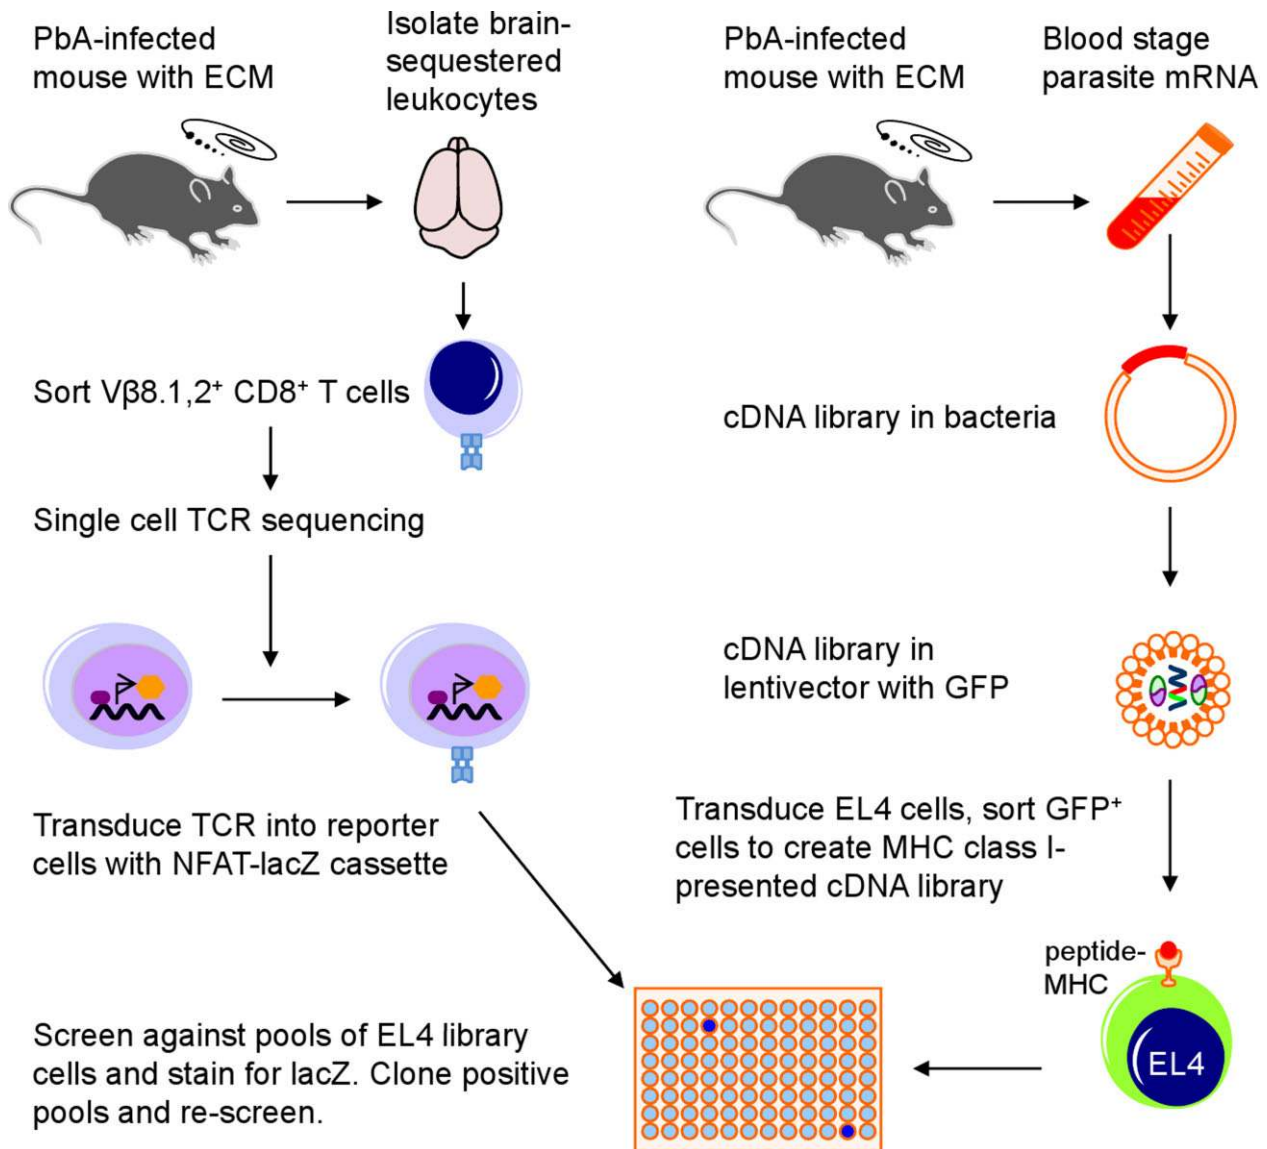 PbA-infected
mouse with ECM
Isolate brain-
sequestered
leukocytes
Sort Vβ8.1,2⁺ CD8⁺ T cells
Single cell TCR sequencing
Transduce TCR into reporter
cells with NFAT-lacZ cassette
Screen against pools of EL4 library
cells and stain for lacZ. Clone positive
pools and re-screen.
PbA-infected
mouse with ECM
Blood stage
parasite mRNA
cDNA library in bacteria
cDNA library in
lentivector with GFP
Transduce EL4 cells, sort GFP⁺
cells to create MHC class I-
presented cDNA library
peptide-
MHC
EL4